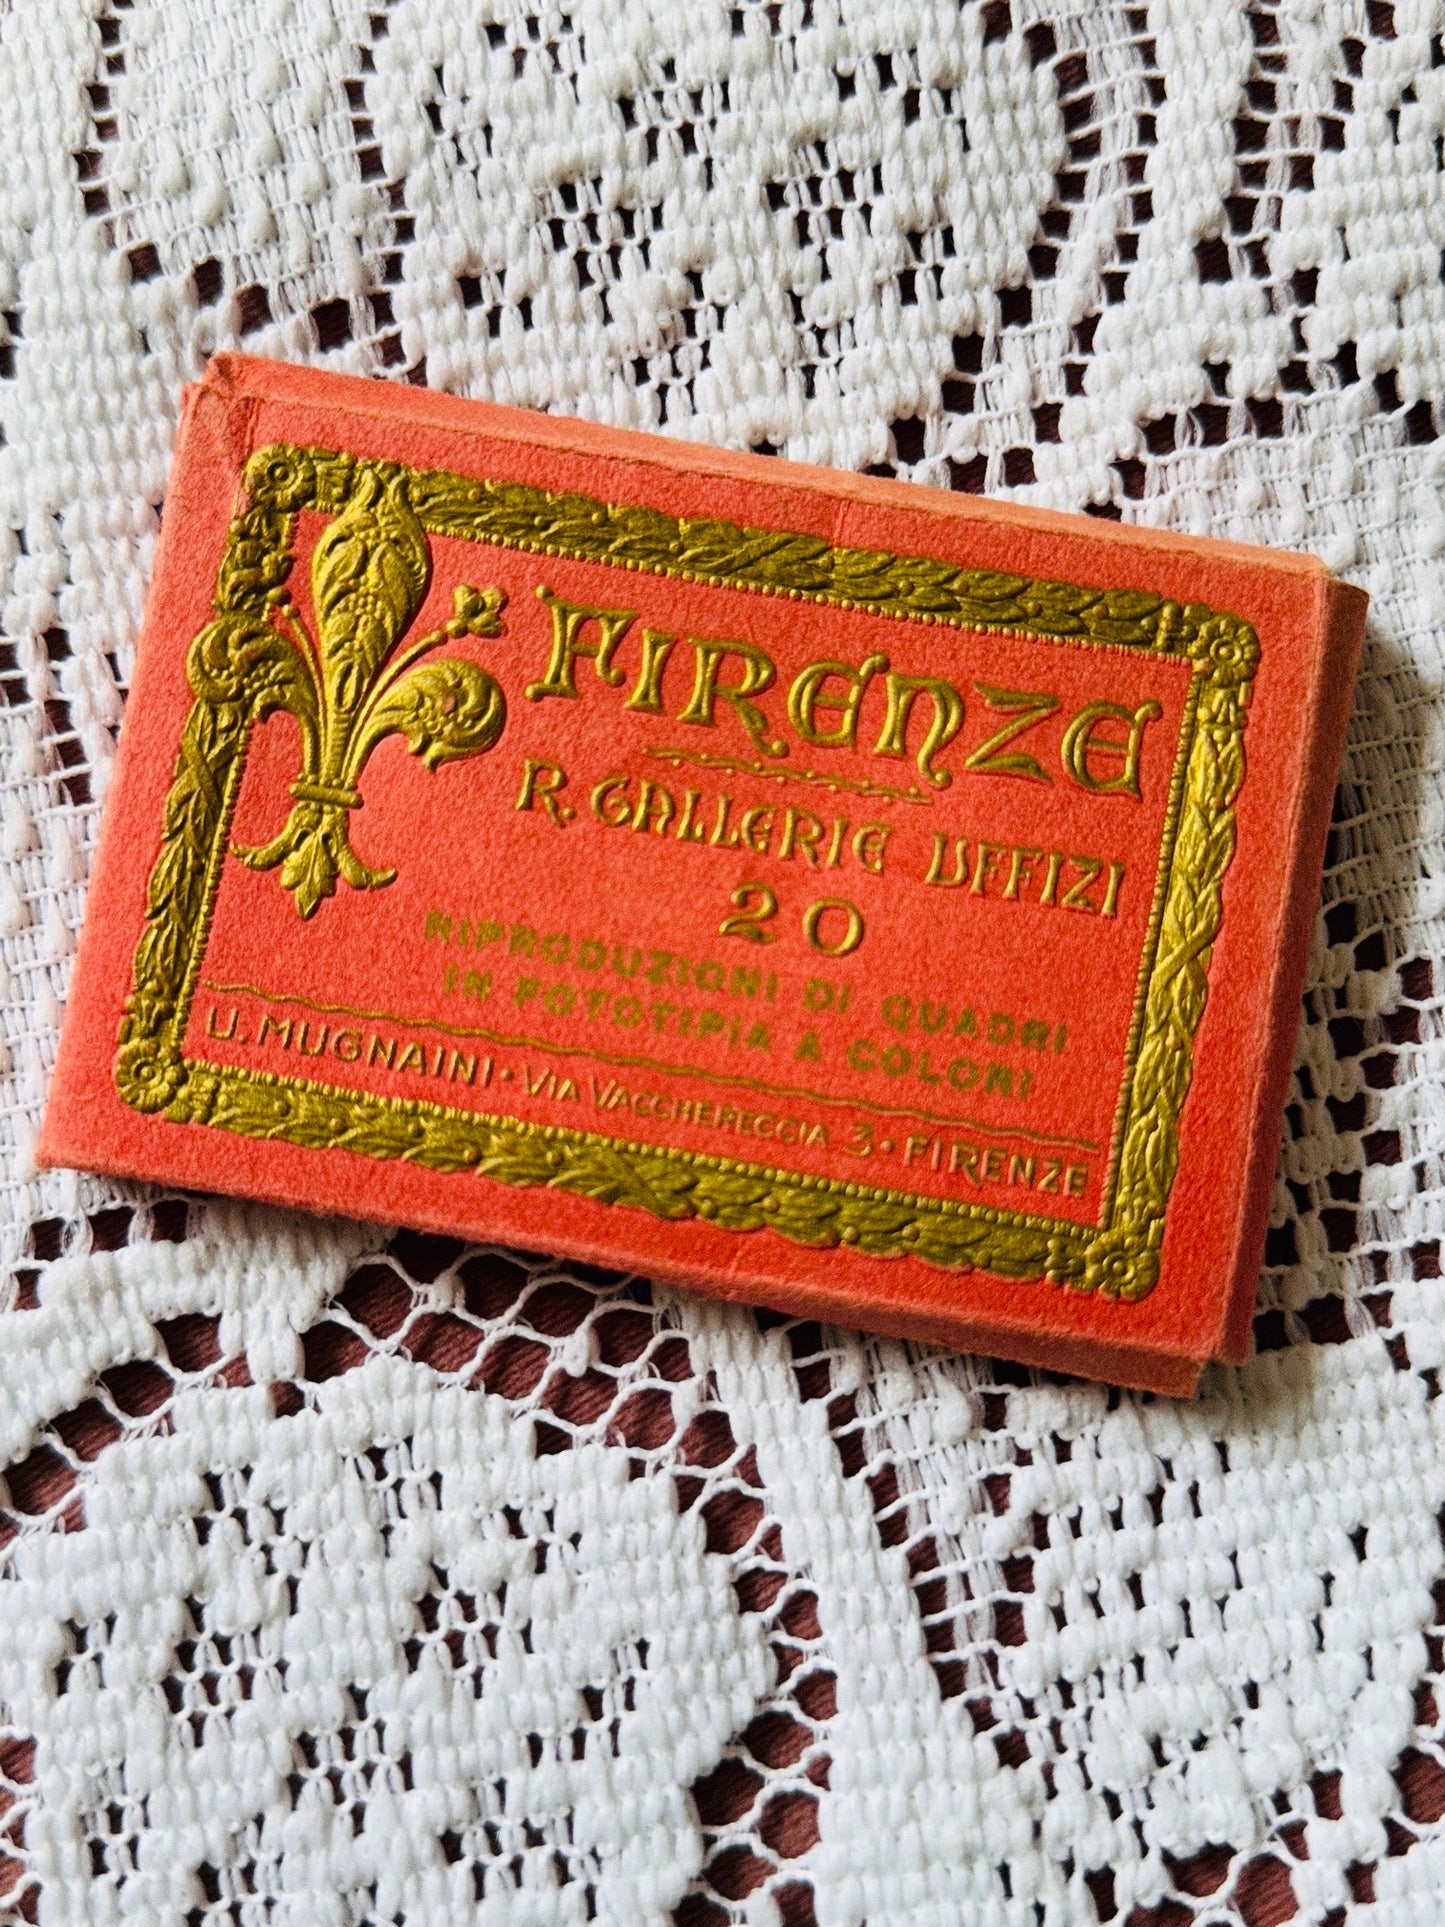 FIRENZE
R. GALLERIE UFFIZI
20
RIPRODUZIONI DI QUADRI
IN FOTOTIPIA A COLORI
U. MUGNAINI • VIA VACCHERECCIA 3 • FIRENZE